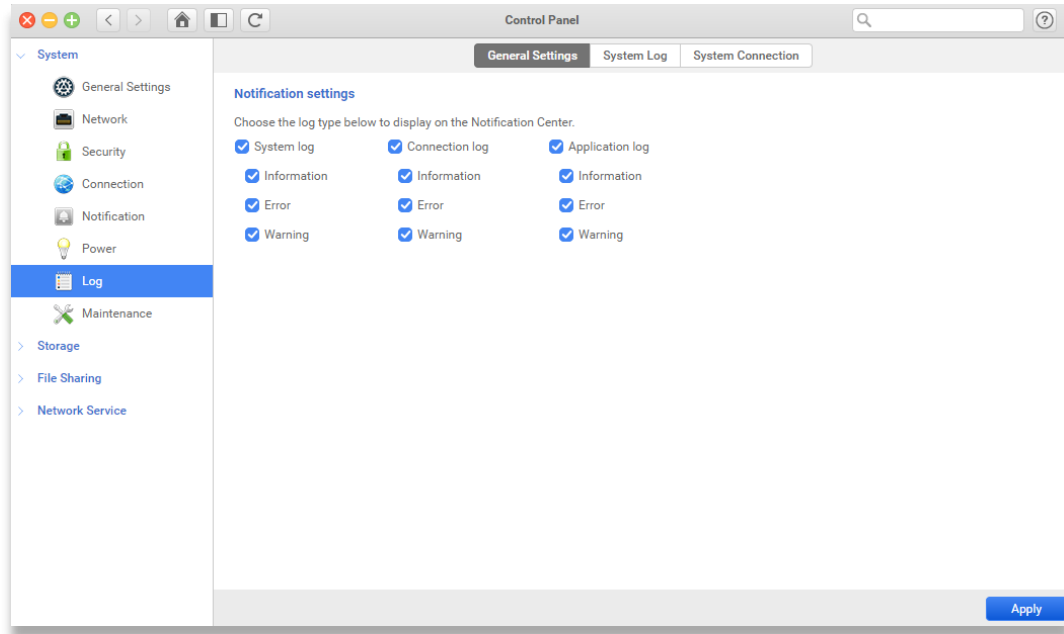 Control Panel
System
General Settings
Network
Security
Connection
Notification
Power
Log
Maintenance
Storage
File Sharing
Network Service
General Settings System Log System Connection
Notification settings
Choose the log type below to display on the Notification Center.
System log Connection log Application log
Information Information Information
Error Error Error
Warning Warning Warning
Apply